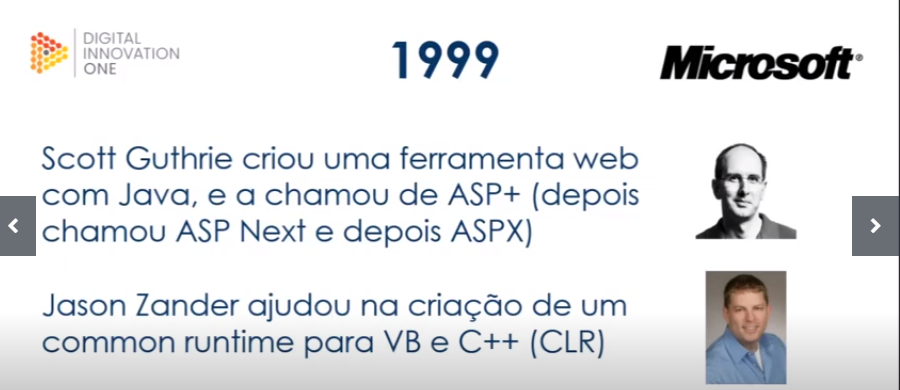 DIGITAL
INNOVATION
ONE
1999
Microsoft®
Scott Guthrie criou uma ferramenta web
com Java, e a chamou de ASP+ (depois
chamou ASP Next e depois ASPX)
Jason Zander ajudou na criação de um
common runtime para VB e C++ (CLR)